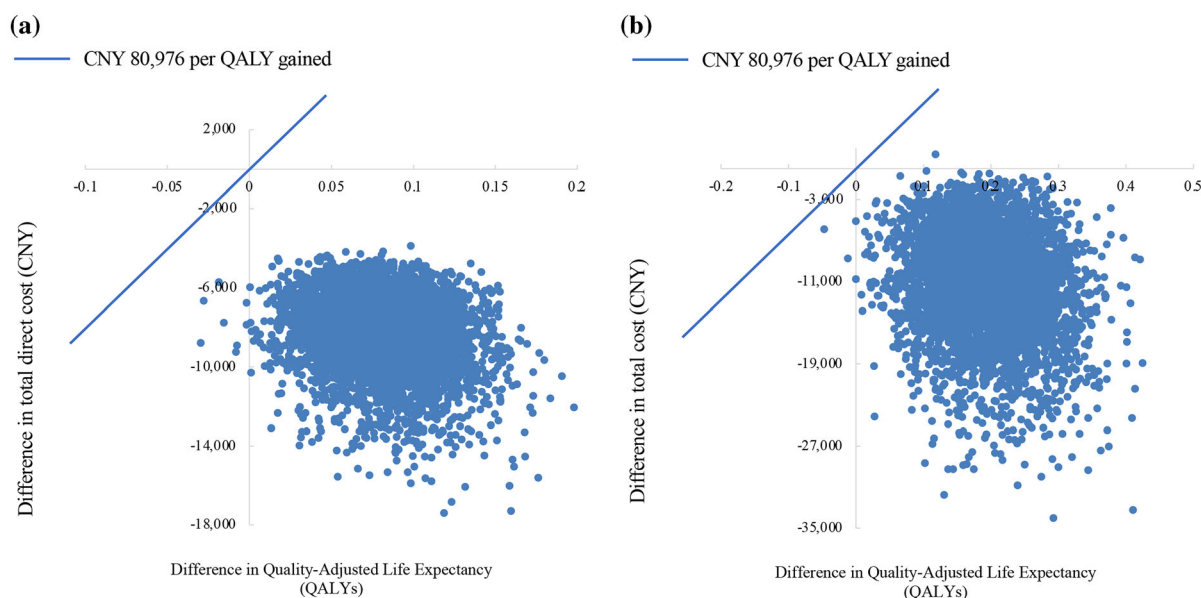 (a)
CNY 80,976 per QALY gained
2,000
-0.1 -0.05 0 0.05 0.1 0.15 0.2
-2,000
-6,000
-10,000
-14,000
-18,000
Difference in total direct cost (CNY)
Difference in Quality-Adjusted Life Expectancy
(QALYs)
(b)
CNY 80,976 per QALY gained
-0.2 -0.1 0 0.1 0.2 0.3 0.4 0.5
-3,000
-11,000
-19,000
-27,000
-35,000
Difference in total cost (CNY)
Difference in Quality-Adjusted Life Expectancy
(QALYs)